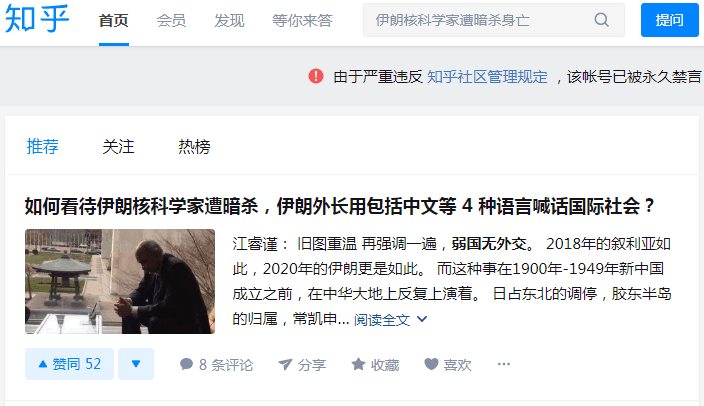 知乎 首页 会员 发现 等你来答 伊朗核科学家遭暗杀身亡 提问
由于严重违反 知乎社区管理规定 ，该帐号已被永久禁言
推荐 关注 热榜
如何看待伊朗核科学家遭暗杀，伊朗外长用包括中文等 4 种语言喊话国际社会？
江睿谨： 旧图重温 再强调一遍，弱国无外交。 2018年的叙利亚如
此，2020年的伊朗更是如此。 而这种事在1900年-1949年新中国
成立之前，在中华大地上反复上演着。 日占东北的调停，胶东半岛
的归属，常凯申... 阅读全文
赞同 52 8 条评论 分享 收藏 喜欢